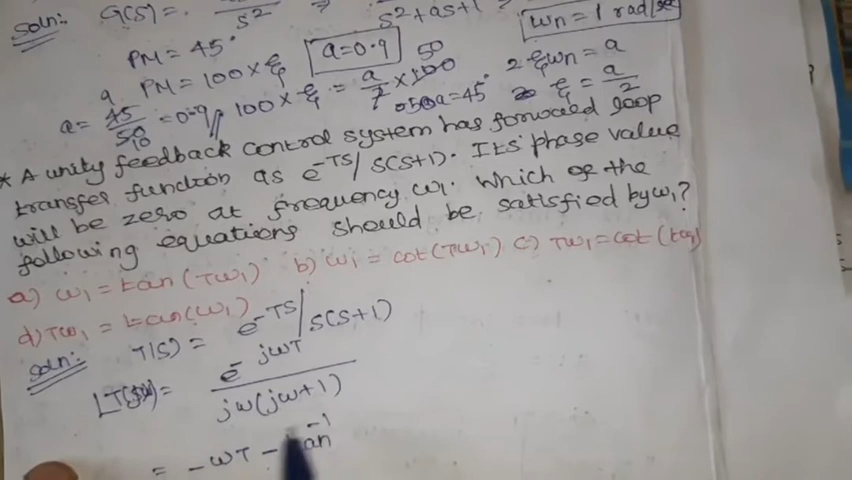 Soln: G(S) = . s² s²+as+1 ωn = 1 rad/sec
PM = 45°
PM = 100×ξ a=0.9 2ξωn = a
a = 45/50 = 0.9 100×ξ = a/2 ×100 50 a=45° ξ = a/2
* A unity feedback control system has forward loop
transfer function as e^-TS/S(S+1). Its phase value
will be zero at frequency ω1. Which of the
following equations should be satisfied by ω1?
a) ω1 = tan(Tω1) b) ω1 = cot(Tω1) c) Tω1 = cot(
d) Tω1 = tan(ω1)
Soln: T(S) = e^-TS/S(S+1)
LT(jω) = e^-jωT / jω(jω+1)
= -ωT - tan^-1